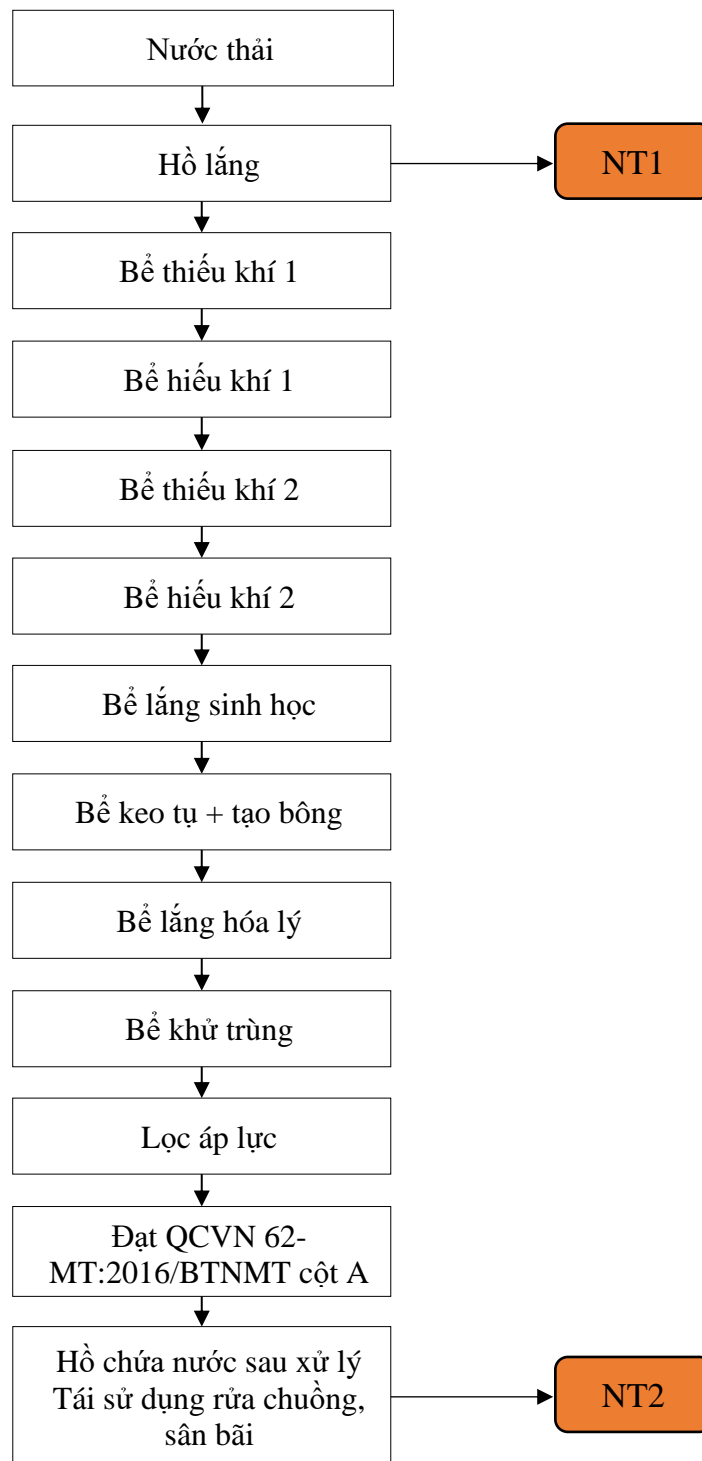 Nước thải
Hồ lắng
NT1
Bể thiếu khí 1
Bể hiếu khí 1
Bể thiếu khí 2
Bể hiếu khí 2
Bể lắng sinh học
Bể keo tụ + tạo bông
Bể lắng hóa lý
Bể khử trùng
Lọc áp lực
Đạt QCVN 62-
MT:2016/BTNMT cột A
Hồ chứa nước sau xử lý
Tái sử dụng rửa chuồng,
sân bãi
NT2